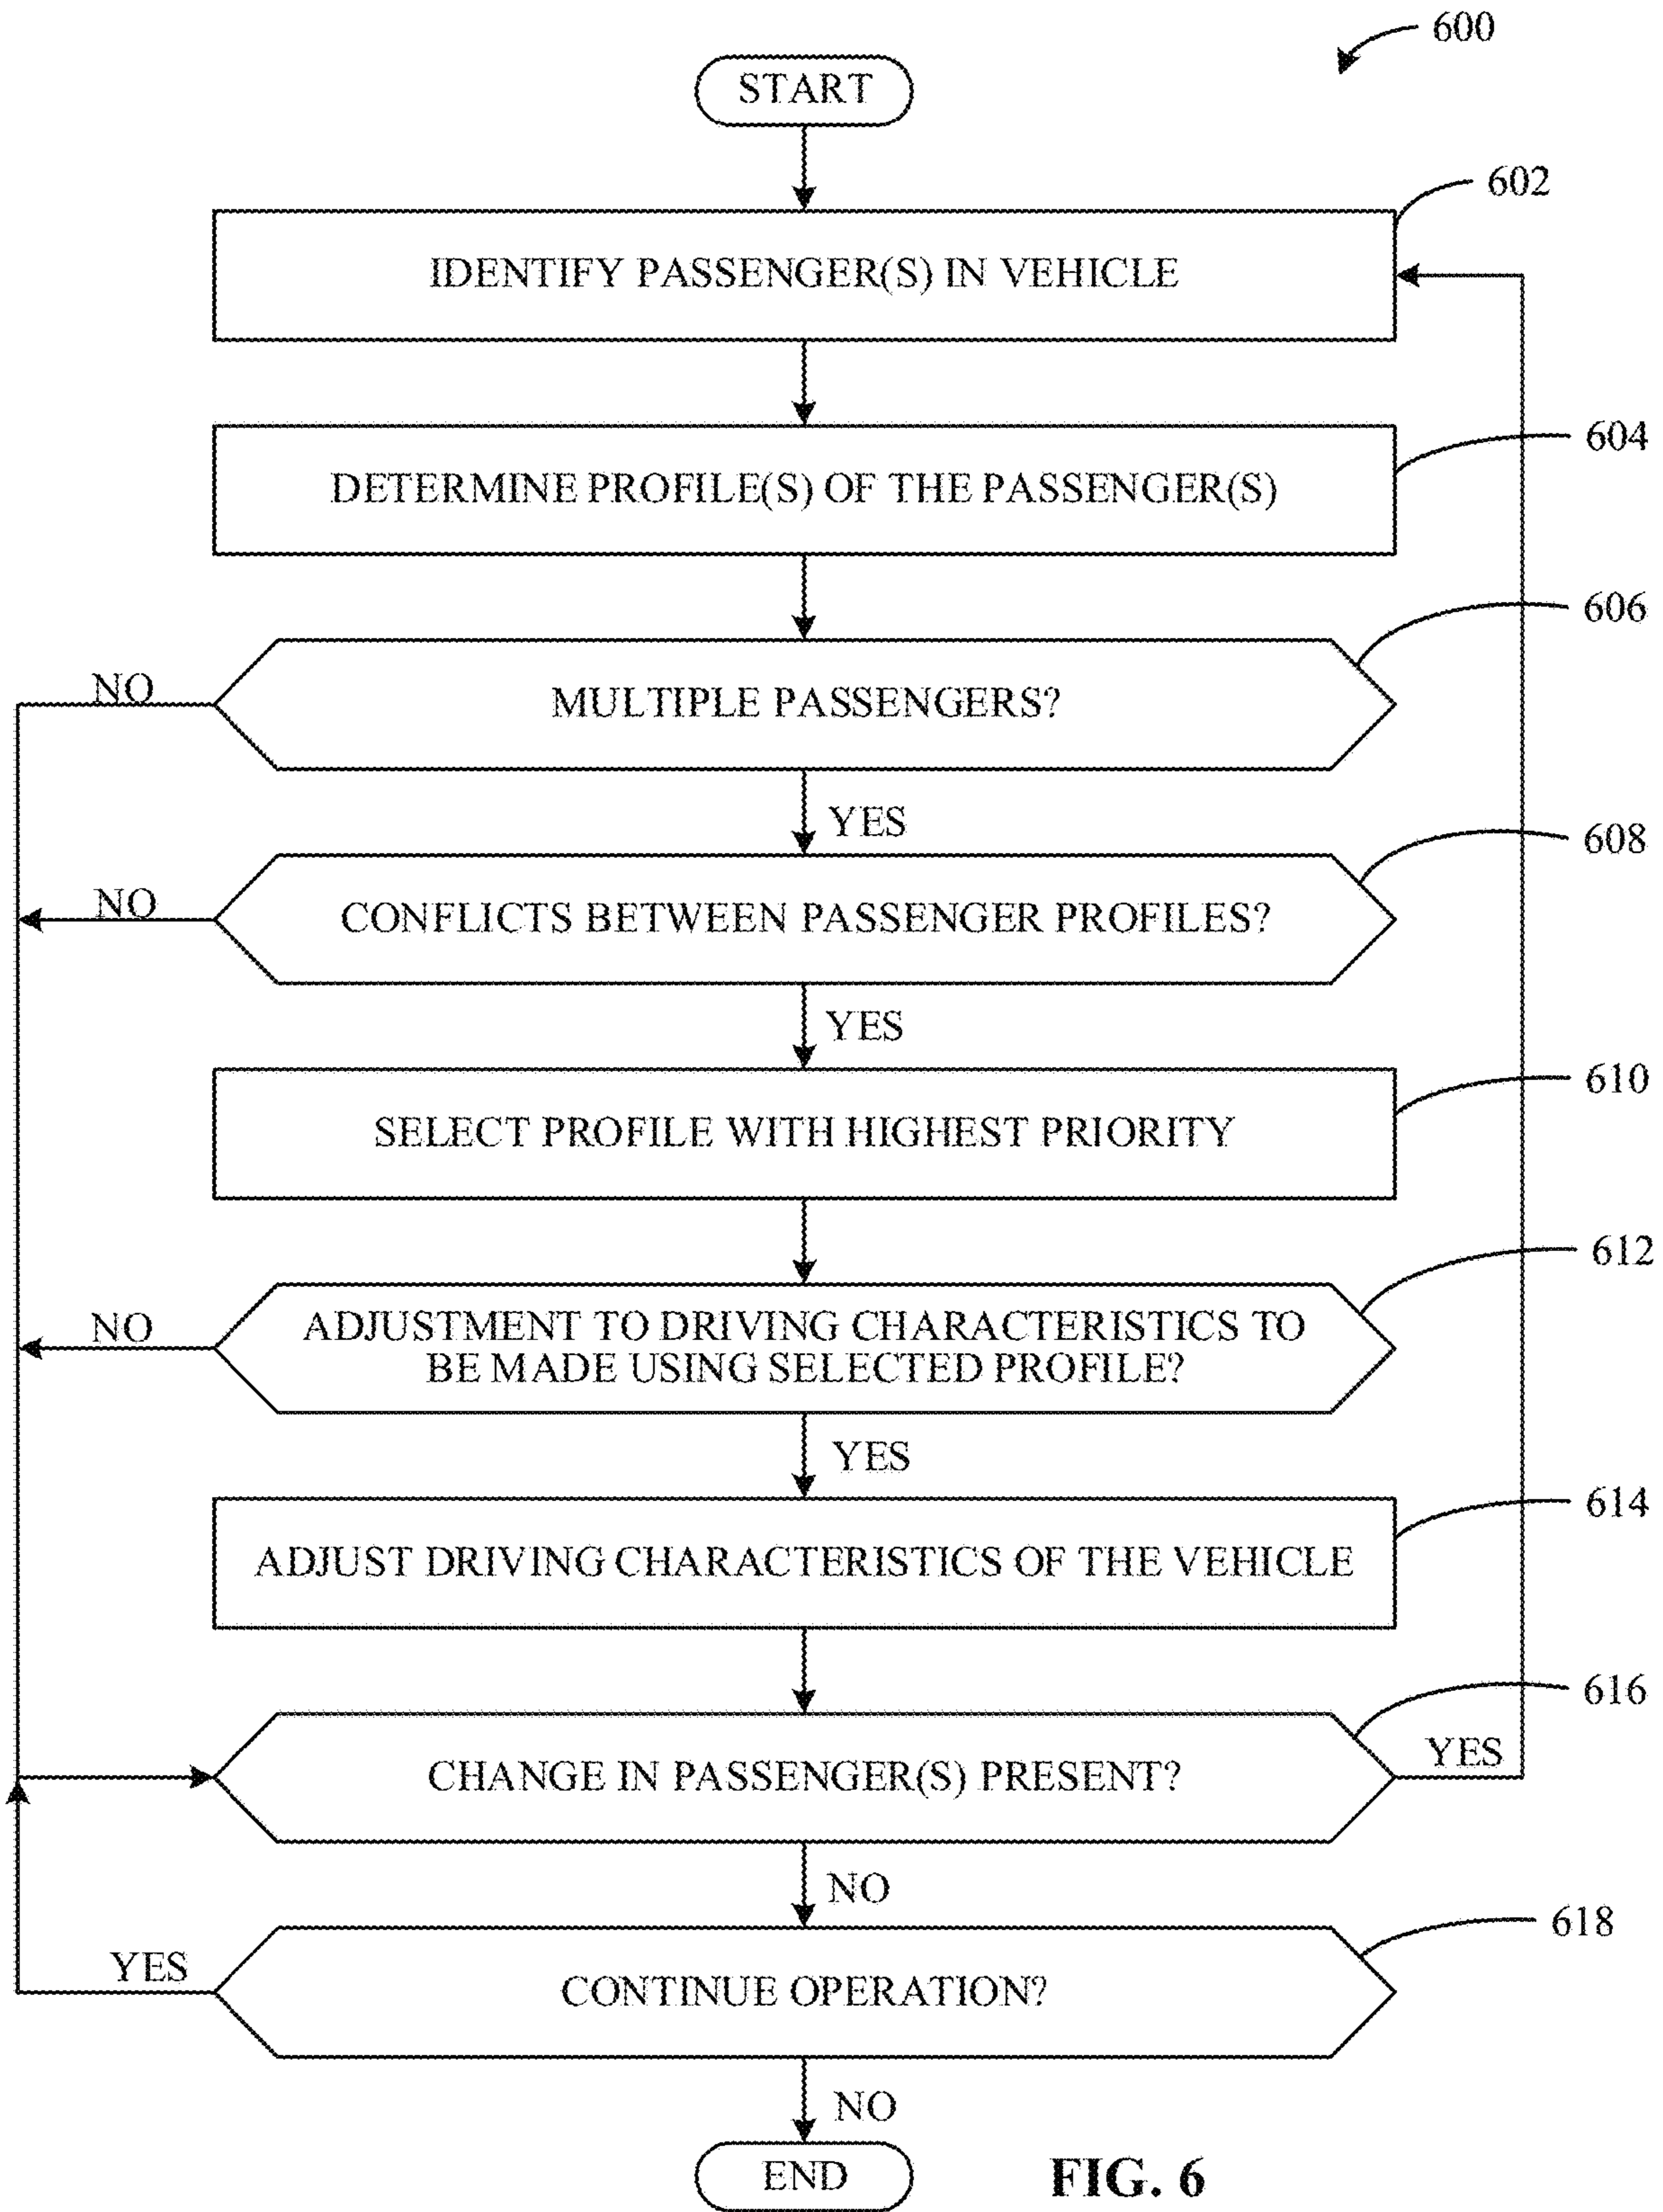 600
START
602
IDENTIFY PASSENGER(S) IN VEHICLE
604
DETERMINE PROFILE(S) OF THE PASSENGER(S)
606
NO
MULTIPLE PASSENGERS?
YES
608
NO
CONFLICTS BETWEEN PASSENGER PROFILES?
YES
610
SELECT PROFILE WITH HIGHEST PRIORITY
612
NO
ADJUSTMENT TO DRIVING CHARACTERISTICS TO
BE MADE USING SELECTED PROFILE?
YES
614
ADJUST DRIVING CHARACTERISTICS OF THE VEHICLE
616
CHANGE IN PASSENGER(S) PRESENT?
YES
NO
618
YES
CONTINUE OPERATION?
NO
END
FIG. 6